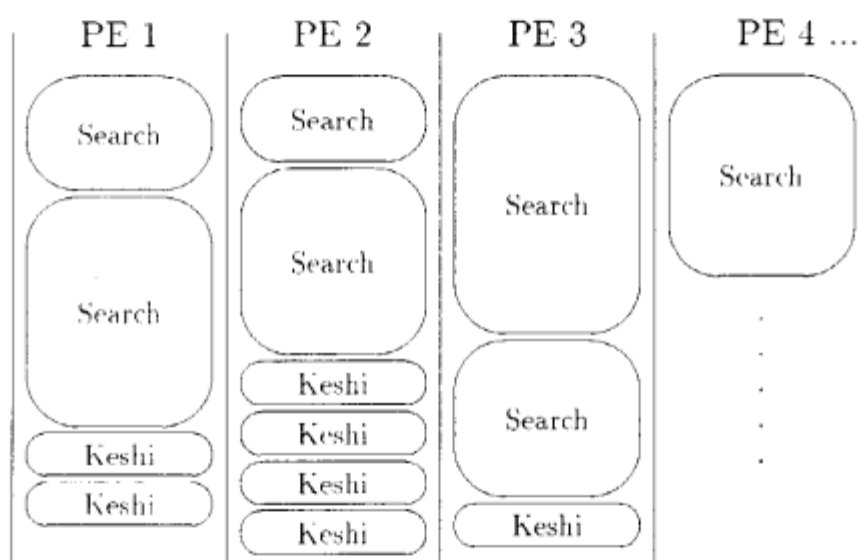 PE 1 PE 2 PE 3 PE 4 ...
Search Search Search Search
Search Search Search
Keshi Keshi Keshi
Keshi Keshi
Keshi
Keshi